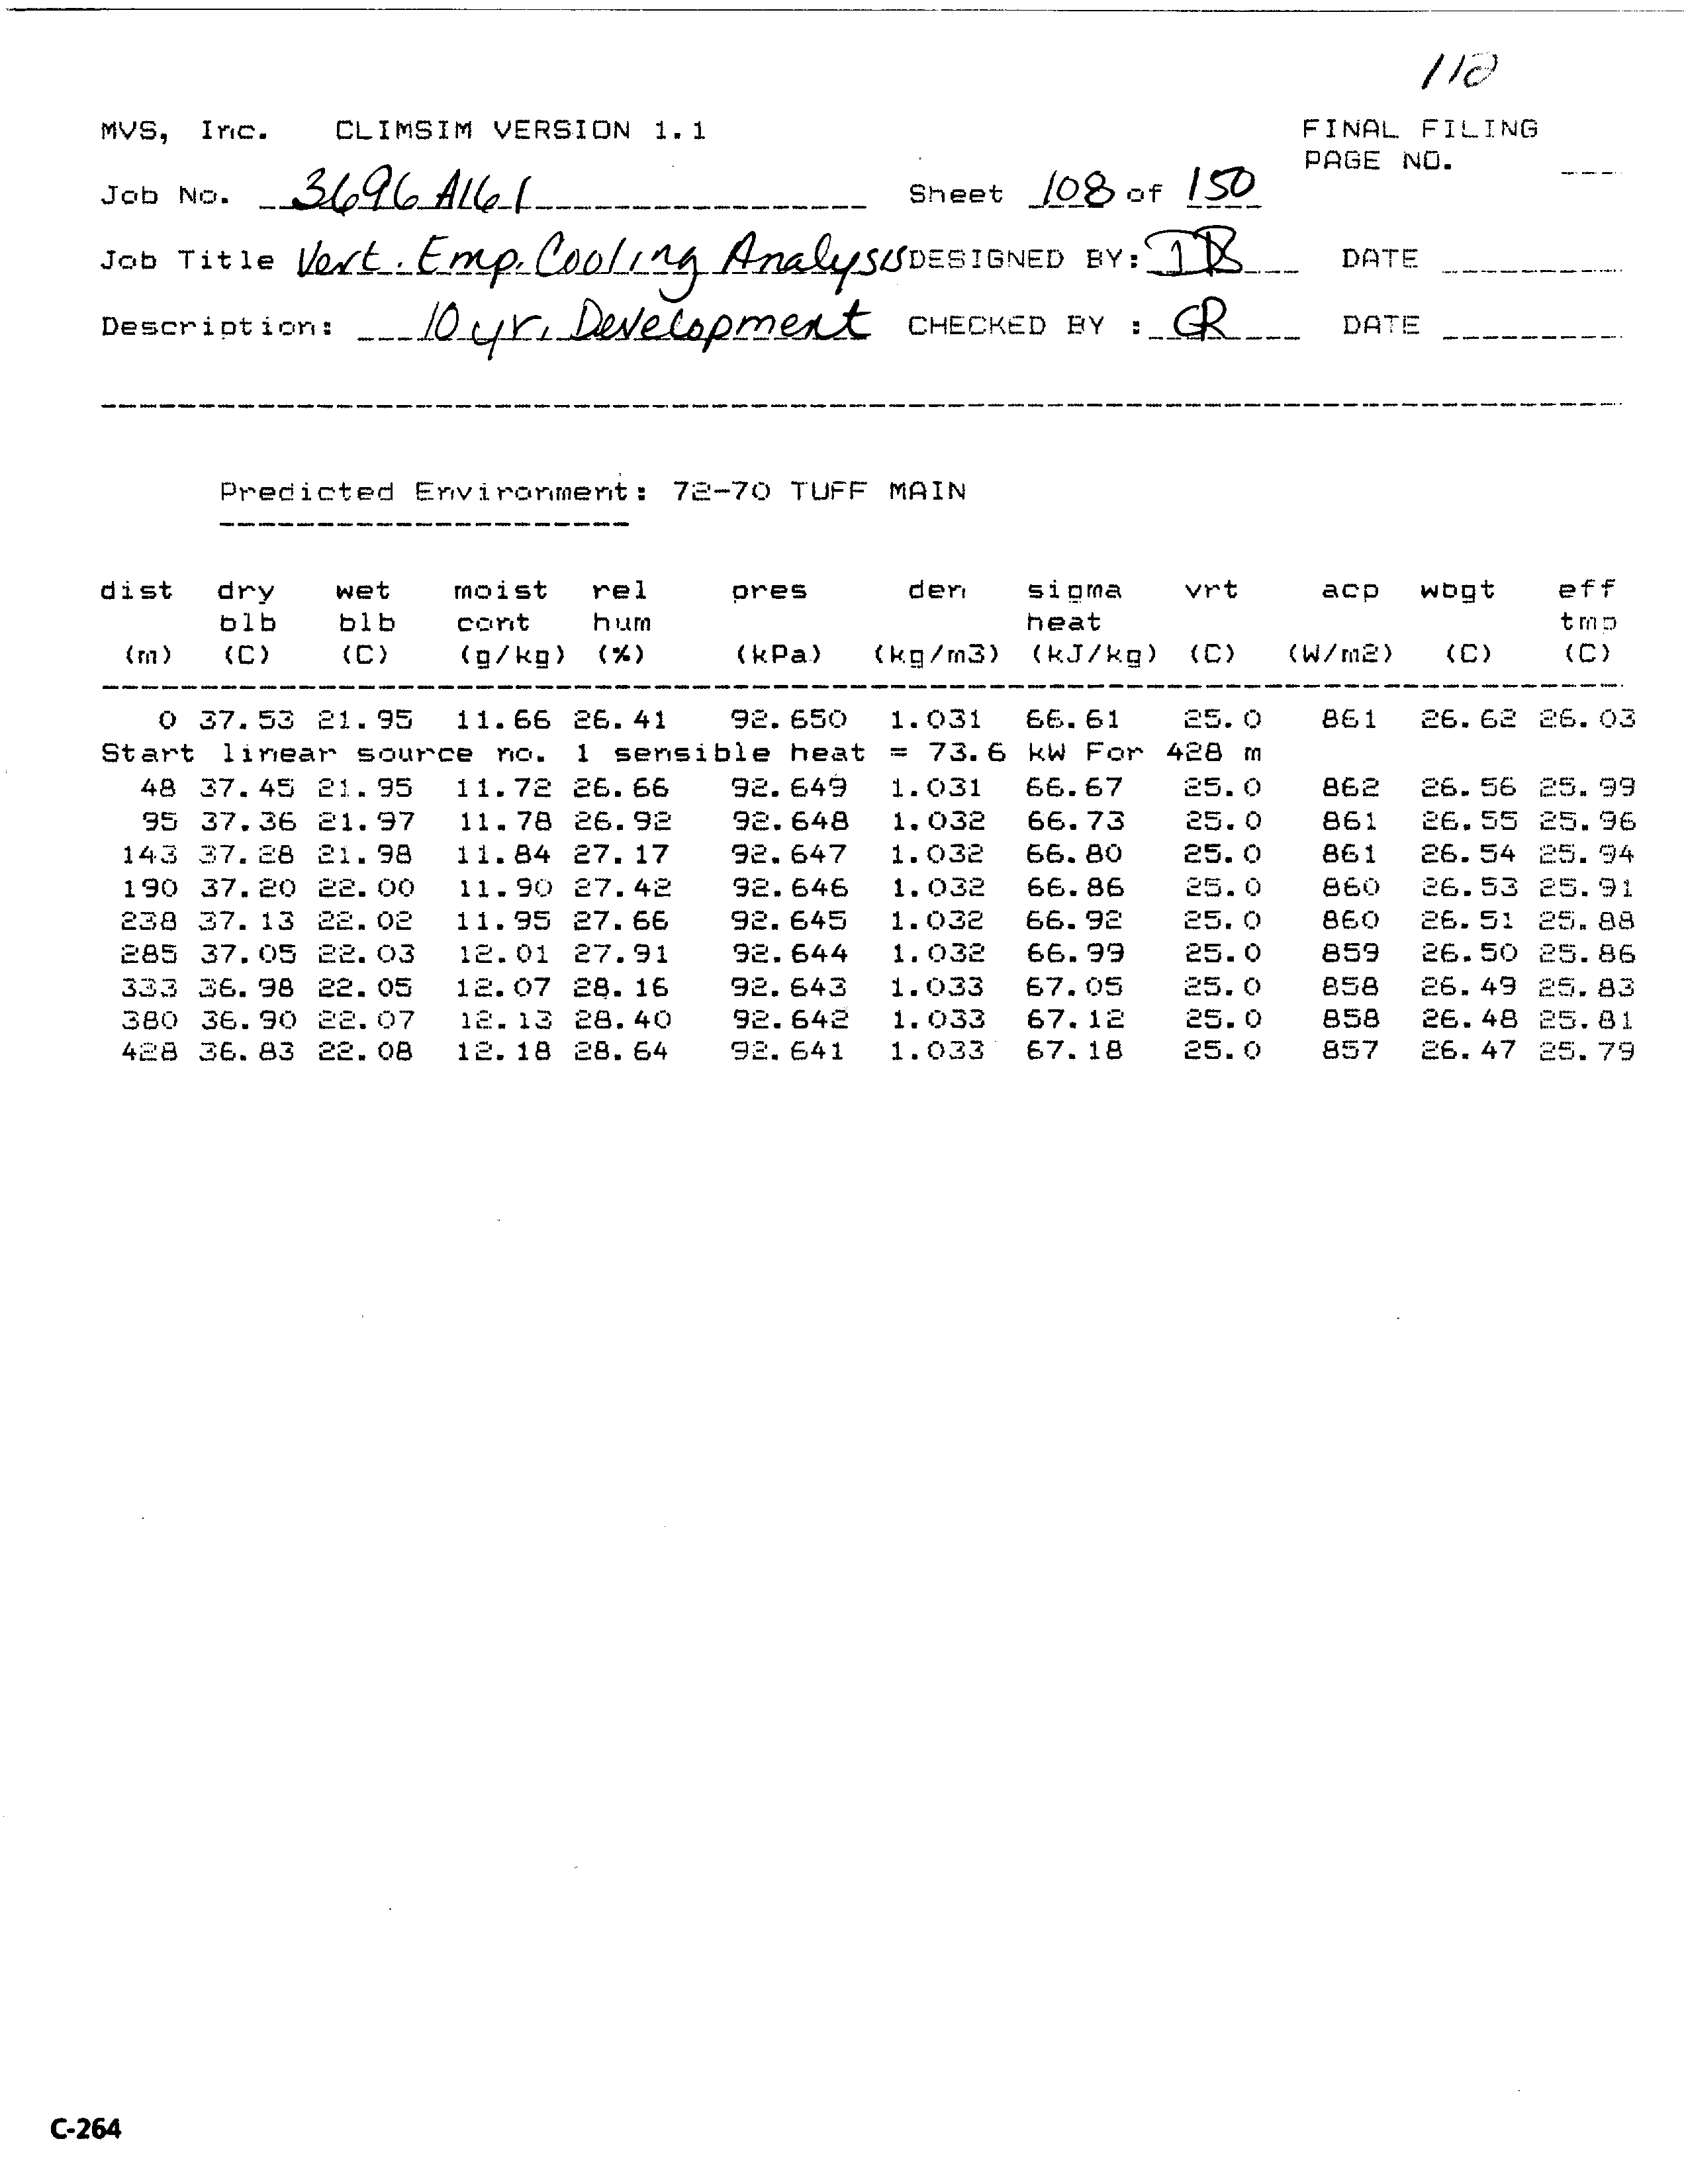 112
MVS, Inc. CLIMSIM VERSION 1.1 FINAL FILING
PAGE NO. ____
Job No. 3696 A161 Sheet 108 of 150
Job Title Vert. Emp. Cooling Analysis DESIGNED BY: DATE
Description: 10 yr. Development CHECKED BY : GR DATE
Predicted Environment: 72-70 TUFF MAIN
dist dry wet moist rel pres den sigma vrt acp wbgt eff
blb blb cont hum heat tmp
(m) (C) (C) (g/kg) (%) (kPa) (kg/m3) (kJ/kg) (C) (W/m2) (C) (C)
0 37.53 21.95 11.66 26.41 92.650 1.031 66.61 25.0 861 26.62 26.03
Start linear source no. 1 sensible heat = 73.6 kW For 428 m
48 37.45 21.95 11.72 26.66 92.649 1.031 66.67 25.0 862 26.56 25.99
95 37.36 21.97 11.78 26.92 92.648 1.032 66.73 25.0 861 26.55 25.96
143 37.28 21.98 11.84 27.17 92.647 1.032 66.80 25.0 861 26.54 25.94
190 37.20 22.00 11.90 27.42 92.646 1.032 66.86 25.0 860 26.53 25.91
238 37.13 22.02 11.95 27.66 92.645 1.032 66.92 25.0 860 26.51 25.88
285 37.05 22.03 12.01 27.91 92.644 1.032 66.99 25.0 859 26.50 25.86
333 36.98 22.05 12.07 28.16 92.643 1.033 67.05 25.0 858 26.49 25.83
380 36.90 22.07 12.13 28.40 92.642 1.033 67.12 25.0 858 26.48 25.81
428 36.83 22.08 12.18 28.64 92.641 1.033 67.18 25.0 857 26.47 25.79
C-264